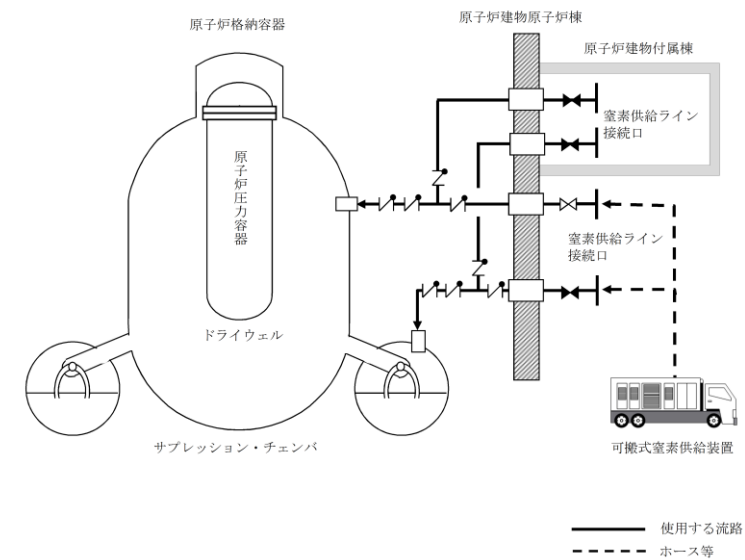 原子炉格納容器
原子炉建物原子炉棟
原子炉建物付属棟
窒素供給ライン
接続口
原子炉圧力容器
窒素供給ライン
接続口
ドライウェル
サプレッション・チェンバ
可搬式窒素供給装置
使用する流路
ホース等